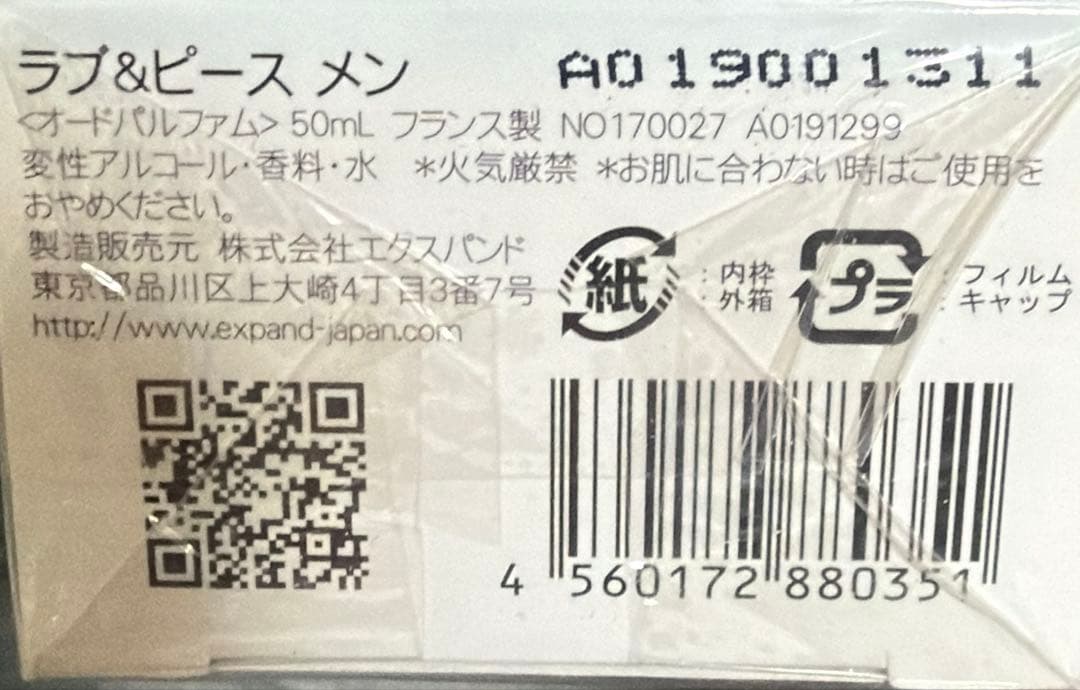 ラブ&ピース メン
A019001311
<オードパルファム> 50mL フランス製 NO170027 A0191299
変性アルコール・香料・水 *火気厳禁 *お肌に合わない時はご使用を
おやめください。
製造販売元 株式会社エクスパンド
東京都品川区上大崎4丁目3番7号
http://www.expand-japan.com
紙
:内枠
:外箱
プラ
:フィルム
:キャップ
4 560172 880351